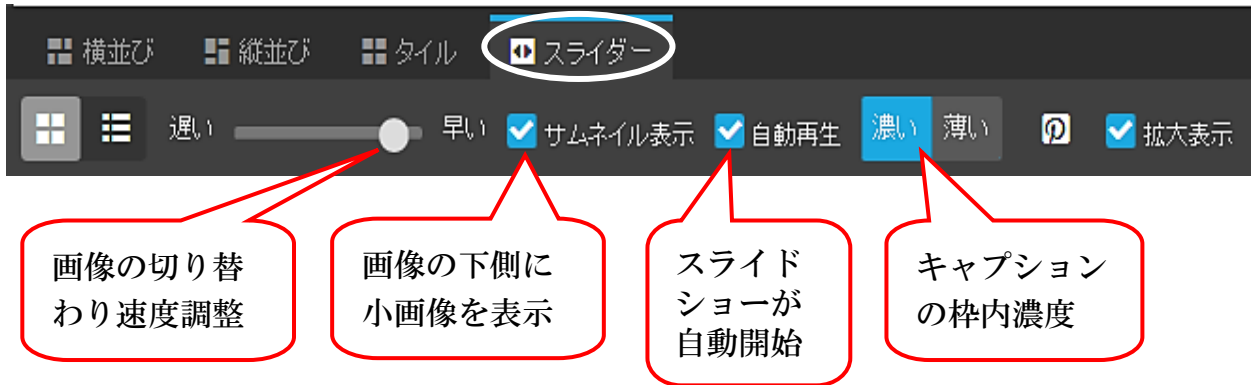 横並び 縦並び タイル スライダー
遅い 早い サムネイル表示 自動再生 濃い 薄い 拡大表示
画像の切り替
わり速度調整
画像の下側に
小画像を表示
スライド
ショーが
自動開始
キャプション
の枠内濃度